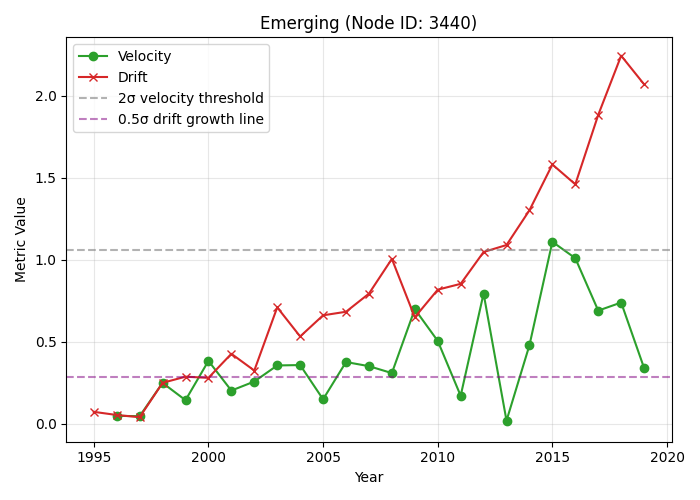 Emerging (Node ID: 3440)
Velocity
Drift
2σ velocity threshold
0.5σ drift growth line
Metric Value
2.0
1.5
1.0
0.5
0.0
1995 2000 2005 2010 2015 2020
Year